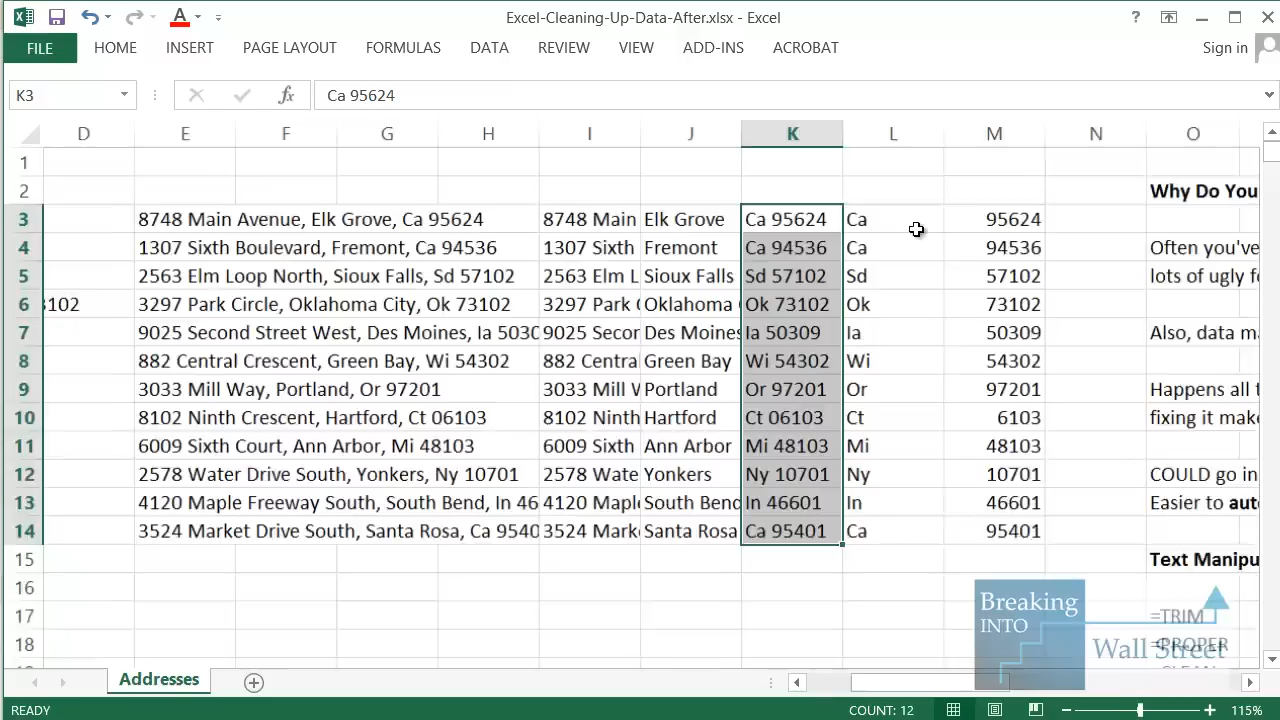 Excel-Cleaning-Up-Data-After.xlsx - Excel
FILE HOME INSERT PAGE LAYOUT FORMULAS DATA REVIEW VIEW ADD-INS ACROBAT Sign in
K3 fx Ca 95624
D E F G H I J K L M N O
1
2 Why Do You
3 8748 Main Avenue, Elk Grove, Ca 95624 8748 Main Elk Grove Ca 95624 Ca 95624
4 1307 Sixth Boulevard, Fremont, Ca 94536 1307 Sixth Fremont Ca 94536 Ca 94536 Often you've
5 2563 Elm Loop North, Sioux Falls, Sd 57102 2563 Elm L Sioux Falls Sd 57102 Sd 57102 lots of ugly fo
6 3102 3297 Park Circle, Oklahoma City, Ok 73102 3297 Park Oklahoma Ok 73102 Ok 73102
7 9025 Second Street West, Des Moines, Ia 5030 9025 Secor Des Moines Ia 50309 Ia 50309 Also, data ma
8 882 Central Crescent, Green Bay, Wi 54302 882 Central Green Bay Wi 54302 Wi 54302
9 3033 Mill Way, Portland, Or 97201 3033 Mill Portland Or 97201 Or 97201 Happens all t
10 8102 Ninth Crescent, Hartford, Ct 06103 8102 Ninth Hartford Ct 06103 Ct 6103 fixing it make
11 6009 Sixth Court, Ann Arbor, Mi 48103 6009 Sixth Ann Arbor Mi 48103 Mi 48103
12 2578 Water Drive South, Yonkers, Ny 10701 2578 Wate Yonkers Ny 10701 Ny 10701 COULD go in
13 4120 Maple Freeway South, South Bend, In 46 4120 Mapl South Bend In 46601 In 46601 Easier to aut
14 3524 Market Drive South, Santa Rosa, Ca 9540 3524 Mark Santa Rosa Ca 95401 Ca 95401
15 Text Manipu
16
17 =TRIM
18 =PROPER
Breaking
INTO
Wall Street
Addresses
READY COUNT: 12 115%